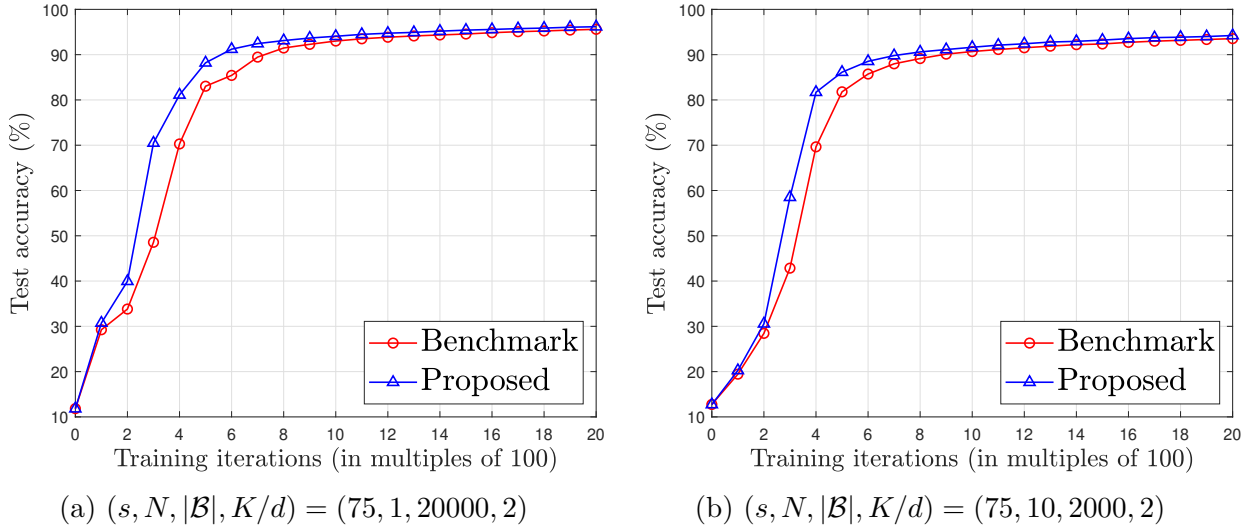 100
90
80
70
60
50
40
30
20
10
Test accuracy (%)
Benchmark
Proposed
0 2 4 6 8 10 12 14 16 18 20
Training iterations (in multiples of 100)
(a) (s, N, |ℬ|, K/d) = (75, 1, 20000, 2)
100
90
80
70
60
50
40
30
20
10
Test accuracy (%)
Benchmark
Proposed
0 2 4 6 8 10 12 14 16 18 20
Training iterations (in multiples of 100)
(b) (s, N, |ℬ|, K/d) = (75, 10, 2000, 2)